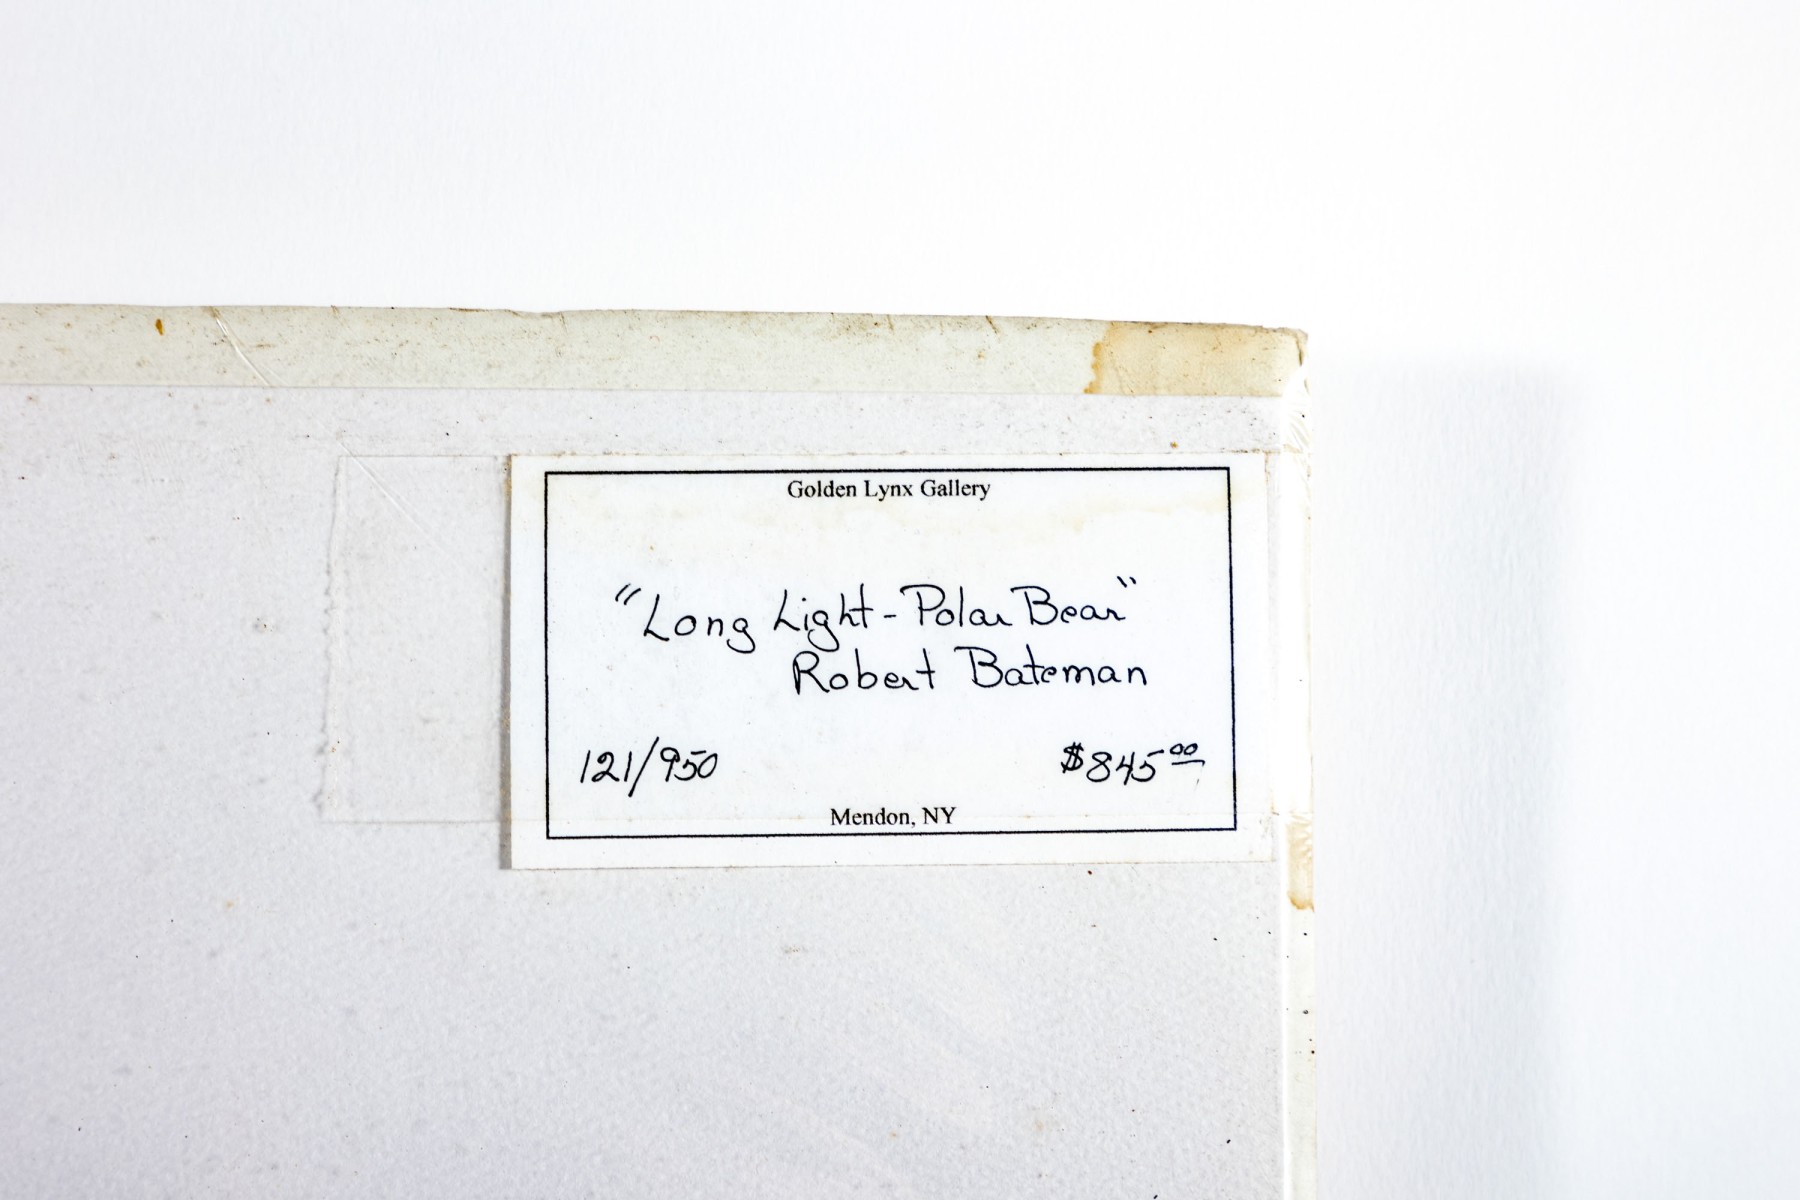 Golden Lynx Gallery
"Long Light-Polar Bear"
Robert Bateman
121/950 $845.00
Mendon, NY